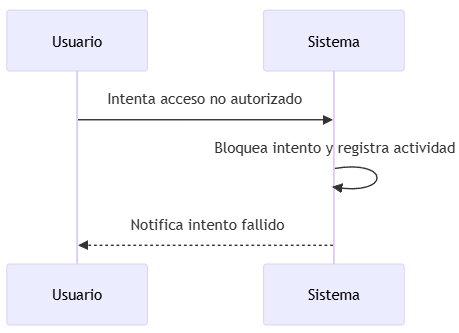 Usuario
Sistema
Intenta acceso no autorizado
Bloquea intento y registra actividad
Notifica intento fallido
Usuario
Sistema